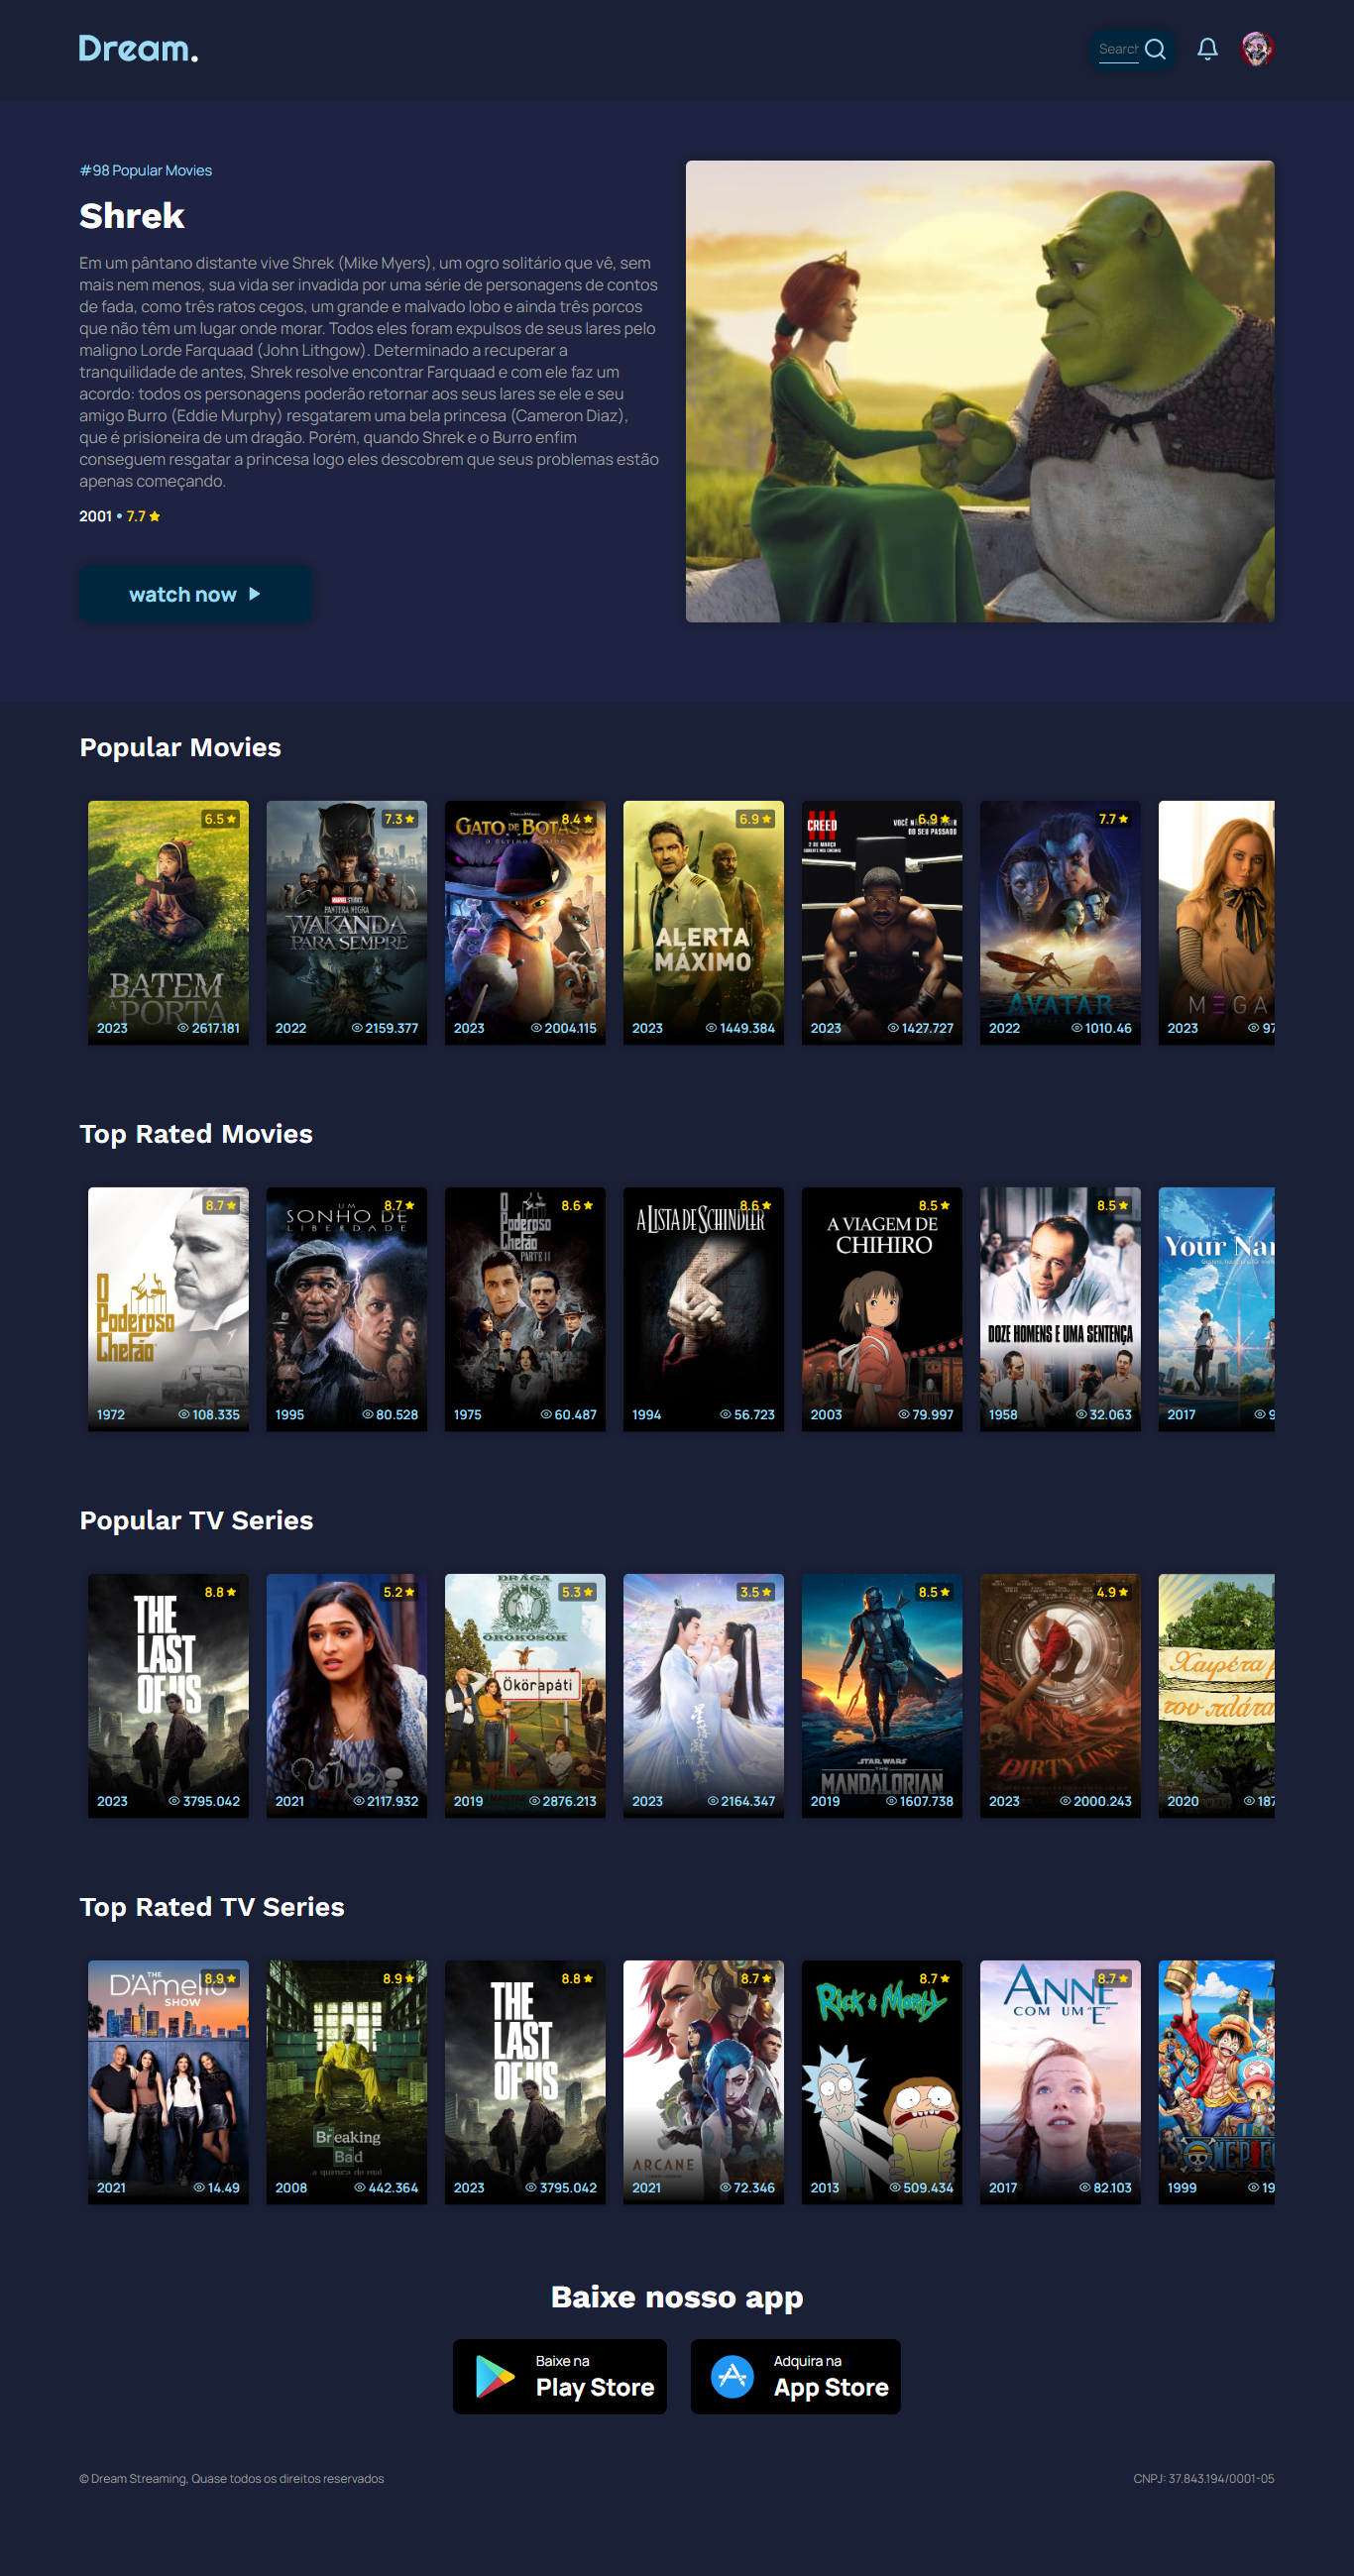 Dream.
Search
#98 Popular Movies
Shrek
Em um pântano distante vive Shrek (Mike Myers), um ogro solitário que vê, sem
mais nem menos, sua vida ser invadida por uma série de personagens de contos
de fada, como três ratos cegos, um grande e malvado lobo e ainda três porcos
que não têm um lugar onde morar. Todos eles foram expulsos de seus lares pelo
maligno Lorde Farquaad (John Lithgow). Determinado a recuperar a
tranquilidade de antes, Shrek resolve encontrar Farquaad e com ele faz um
acordo: todos os personagens poderão retornar aos seus lares se ele e seu
amigo Burro (Eddie Murphy) resgatarem uma bela princesa (Cameron Diaz),
que é prisioneira de um dragão. Porém, quando Shrek e o Burro enfim
conseguem resgatar a princesa logo eles descobrem que seus problemas estão
apenas começando.
2001 • 7.7
watch now
Popular Movies
6.5
BATEM
À
PORTA
2023 2617.181
7.3
MARVEL STUDIOS
PANTERA NEGRA
WAKANDA
PARA SEMPRE
2022 2159.377
8.4
GATO DE BOTAS
2023 2004.115
6.9
ALERTA
MÁXIMO
2023 1449.384
6.9
CREED
III
2 DE MARÇO
DO SEU PASSADO
2023 1427.727
7.7
AVATAR
2022 1010.46
M3GA
2023 97
Top Rated Movies
8.7
O
Poderoso
Chefão
1972 108.335
8.7
UM
SONHO DE
LIBERDADE
1995 80.528
8.6
O
Poderoso
Chefão
PARTE II
1975 60.487
8.6
A LISTA DE SCHINDLER
1994 56.723
8.5
A VIAGEM DE
CHIHIRO
2003 79.997
8.5
DOZE HOMENS E UMA SENTENÇA
1958 32.063
Your Nam
2017 9
Popular TV Series
8.8
THE
LAST
OF US
2023 3795.042
5.2
2021 2117.932
5.3
DRÁGA
ÖRÖKÖSÖK
Ökörapáti
2019 2876.213
3.5
2023 2164.347
8.5
STAR WARS
THE
MANDALORIAN
2019 1607.738
4.9
DIRTY LINES
2023 2000.243
Χαιρέτα μ
του πλάτα
2020 187
Top Rated TV Series
8.9
THE
D'Amelio
SHOW
2021 14.49
8.9
Breaking
Bad
a química do mal
2008 442.364
8.8
THE
LAST
OF US
2023 3795.042
8.7
ARCANE
2021 72.346
8.7
Rick & Morty
2013 509.434
8.7
ANNE
COM UM "E"
2017 82.103
ONE PIEC
1999 19
Baixe nosso app
Baixe na
Play Store
Adquira na
App Store
© Dream Streaming, Quase todos os direitos reservados
CNPJ: 37.843.194/0001-05